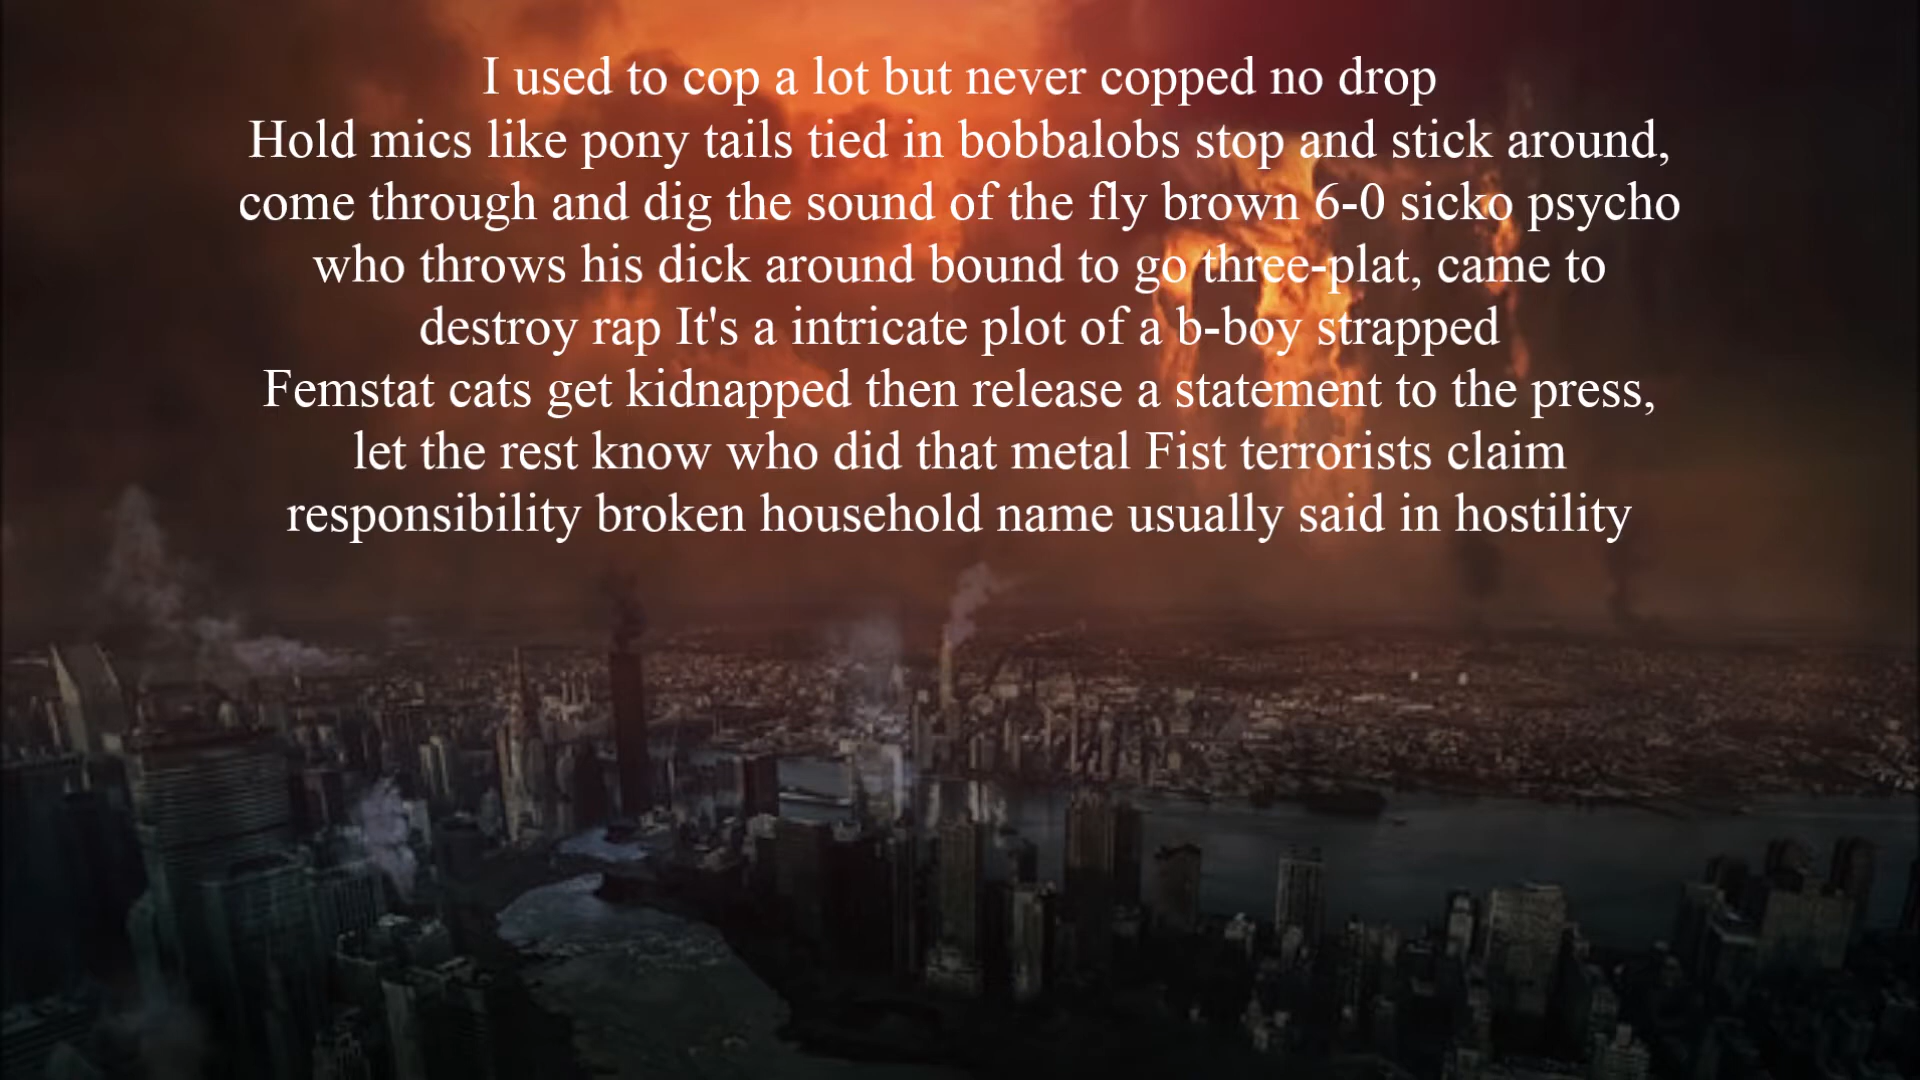 I used to cop a lot but never copped no drop
Hold mics like pony tails tied in bobbalobs stop and stick around,
come through and dig the sound of the fly brown 6-0 sicko psycho
who throws his dick around bound to go three-plat, came to
destroy rap It's a intricate plot of a b-boy strapped
Femstat cats get kidnapped then release a statement to the press,
let the rest know who did that metal Fist terrorists claim
responsibility broken household name usually said in hostility